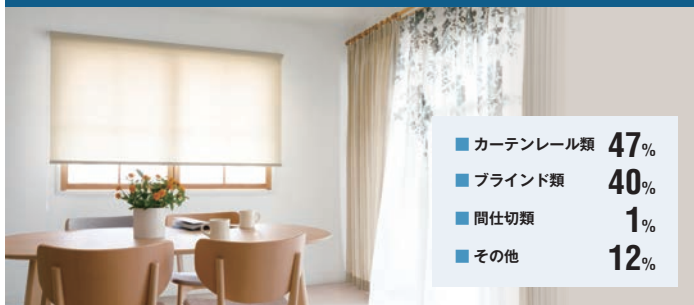 カーテンレール類 47%
ブラインド類 40%
間仕切類 1%
その他 12%